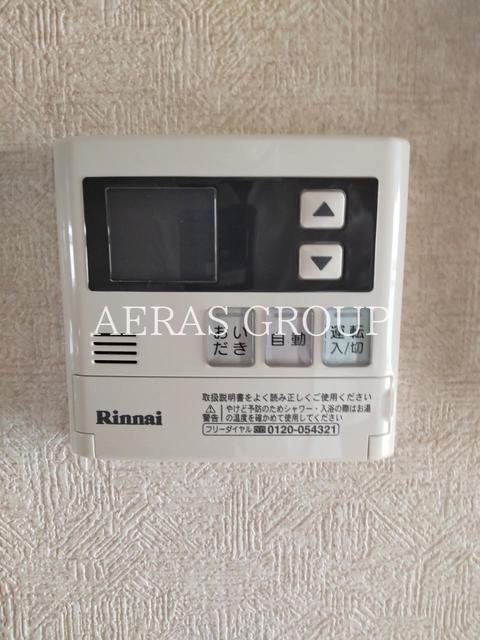 ▲
▼
AERAS GROUP
おい
だき
自動
運転
入/切
取扱説明書をよく読み正しくご使用ください
警告 やけど予防のためシャワー・入浴の際はお湯
の温度を確かめて使用してください
フリーダイヤル 0120-054321
Rinnai